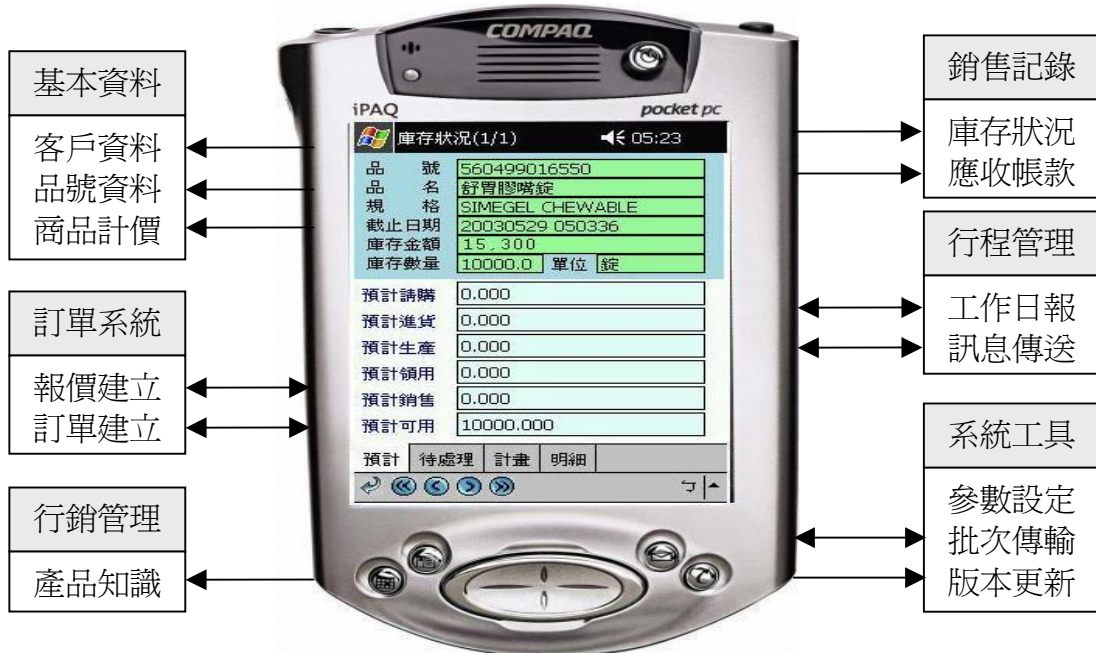 基本資料
客戶資料
品號資料
商品計價
訂單系統
報價建立
訂單建立
行銷管理
產品知識
COMPAQ
iPAQ
pocket pc
庫存狀況(1/1) 05:23
品 號 560499016550
品 名 舒胃膠嘴錠
規 格 SIMEGEL CHEWABLE
截止日期 20030529 050336
庫存金額 15,300
庫存數量 10000.0 單位 錠
預計請購 0.000
預計進貨 0.000
預計生產 0.000
預計領用 0.000
預計銷售 0.000
預計可用 10000.000
預計 待處理 計畫 明細
ㄅ
銷售記錄
庫存狀況
應收帳款
行程管理
工作日報
訊息傳送
系統工具
參數設定
批次傳輸
版本更新